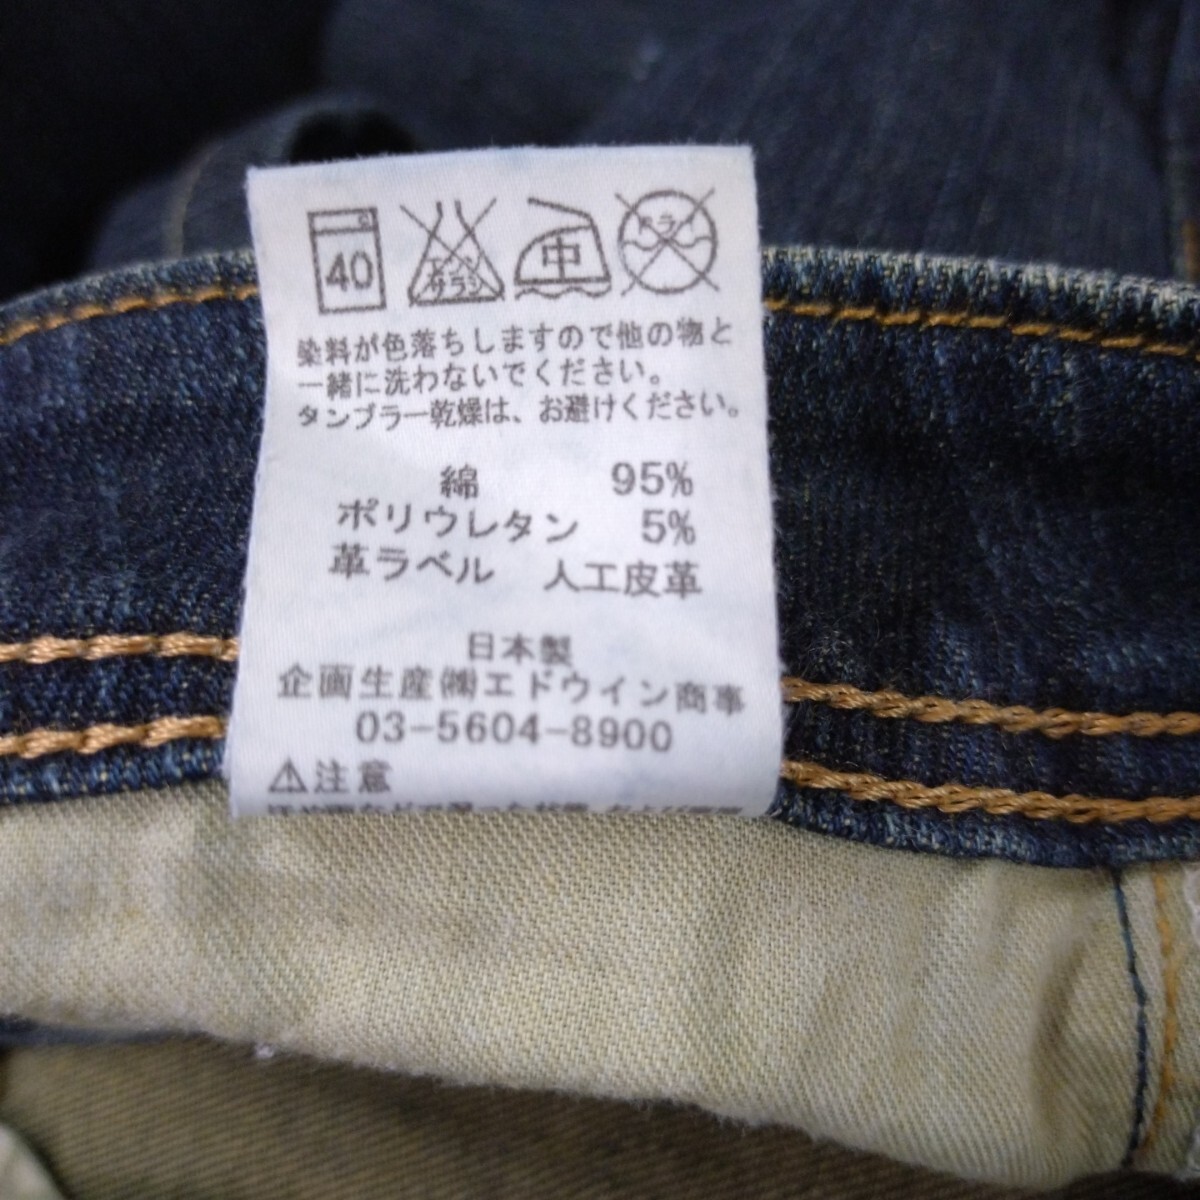 40 エンソ サラシ 中 ドライ
染料が色落ちしますので他の物と
一緒に洗わないでください。
タンブラー乾燥は、お避けください。
綿 95%
ポリウレタン 5%
革ラベル 人工皮革
日本製
企画生産㈱エドウイン商事
03-5604-8900
⚠注意